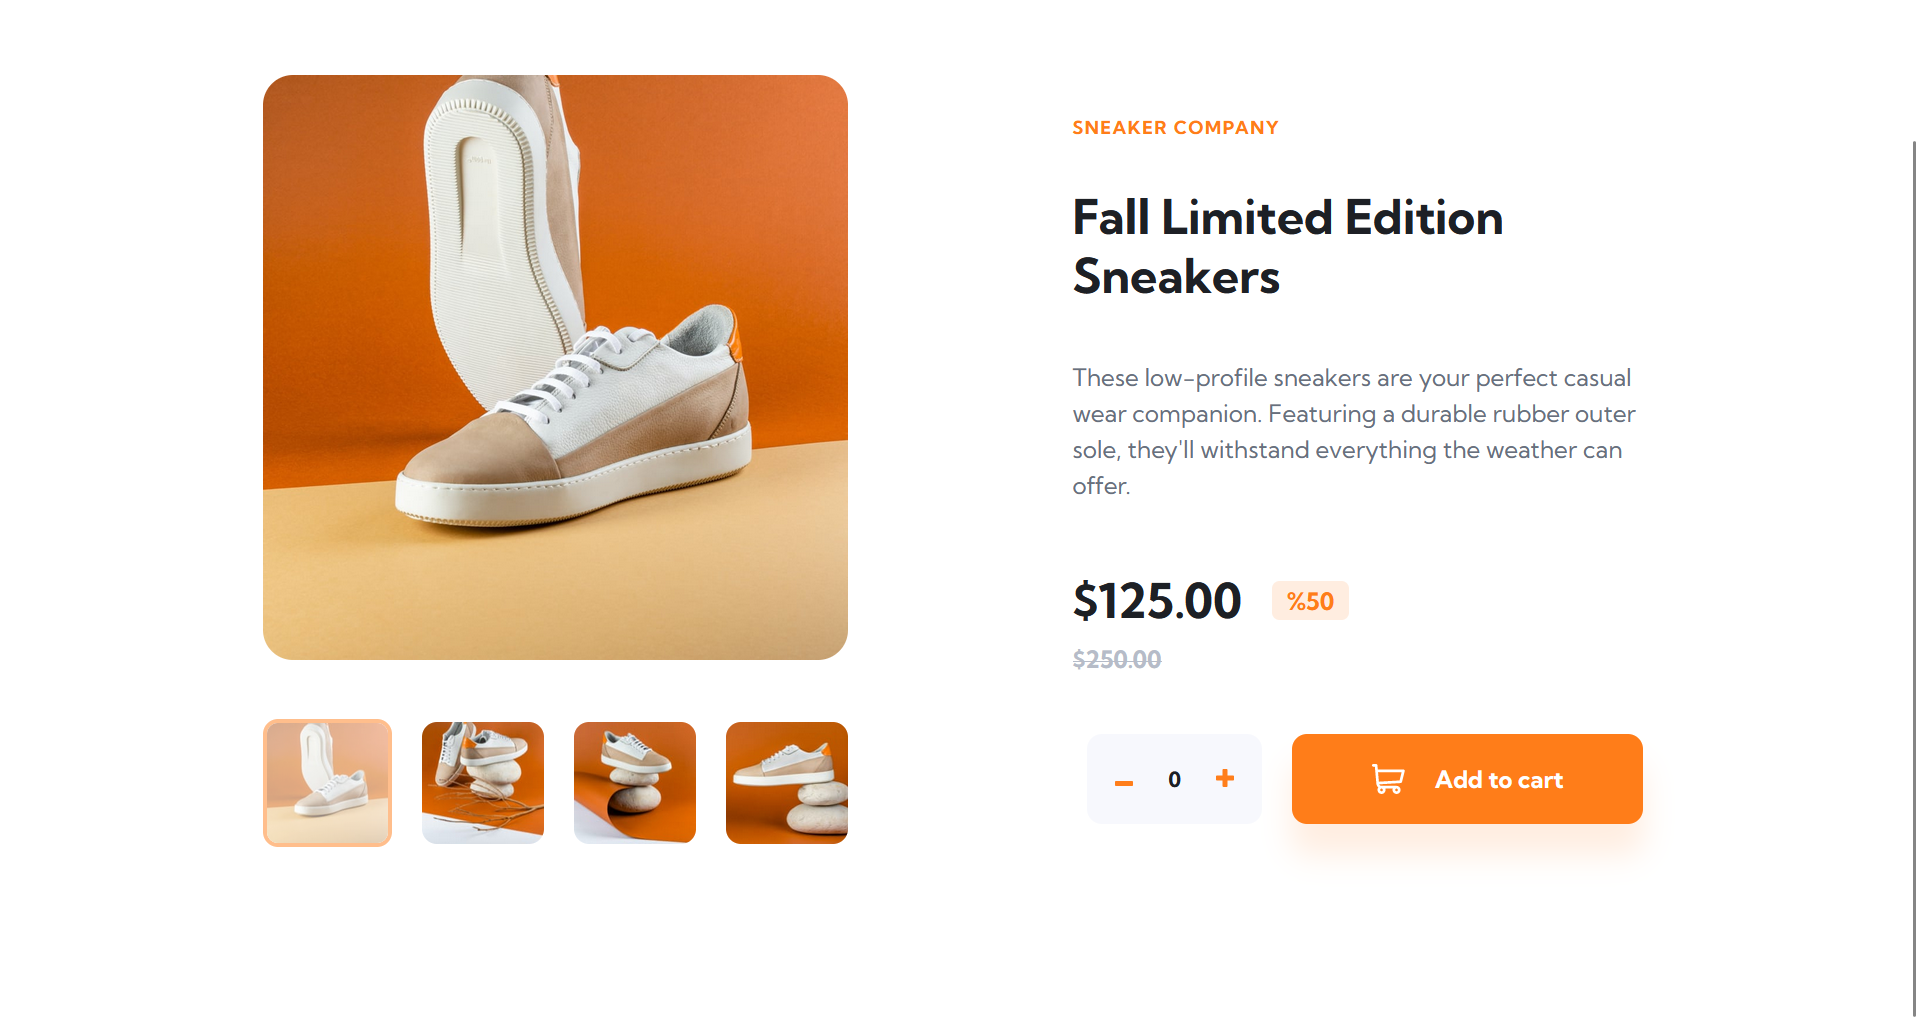 SNEAKER COMPANY
Fall Limited Edition
Sneakers
These low-profile sneakers are your perfect casual
wear companion. Featuring a durable rubber outer
sole, they'll withstand everything the weather can
offer.
$125.00 %50
$250.00
0 Add to cart